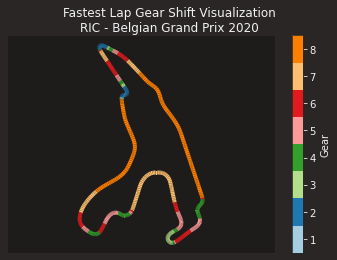 Fastest Lap Gear Shift Visualization
RIC - Belgian Grand Prix 2020
8
7
6
5
4
3
2
1
Gear